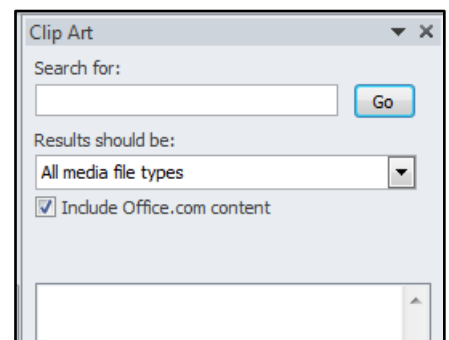 Clip Art
Search for:
Go
Results should be:
All media file types
Include Office.com content